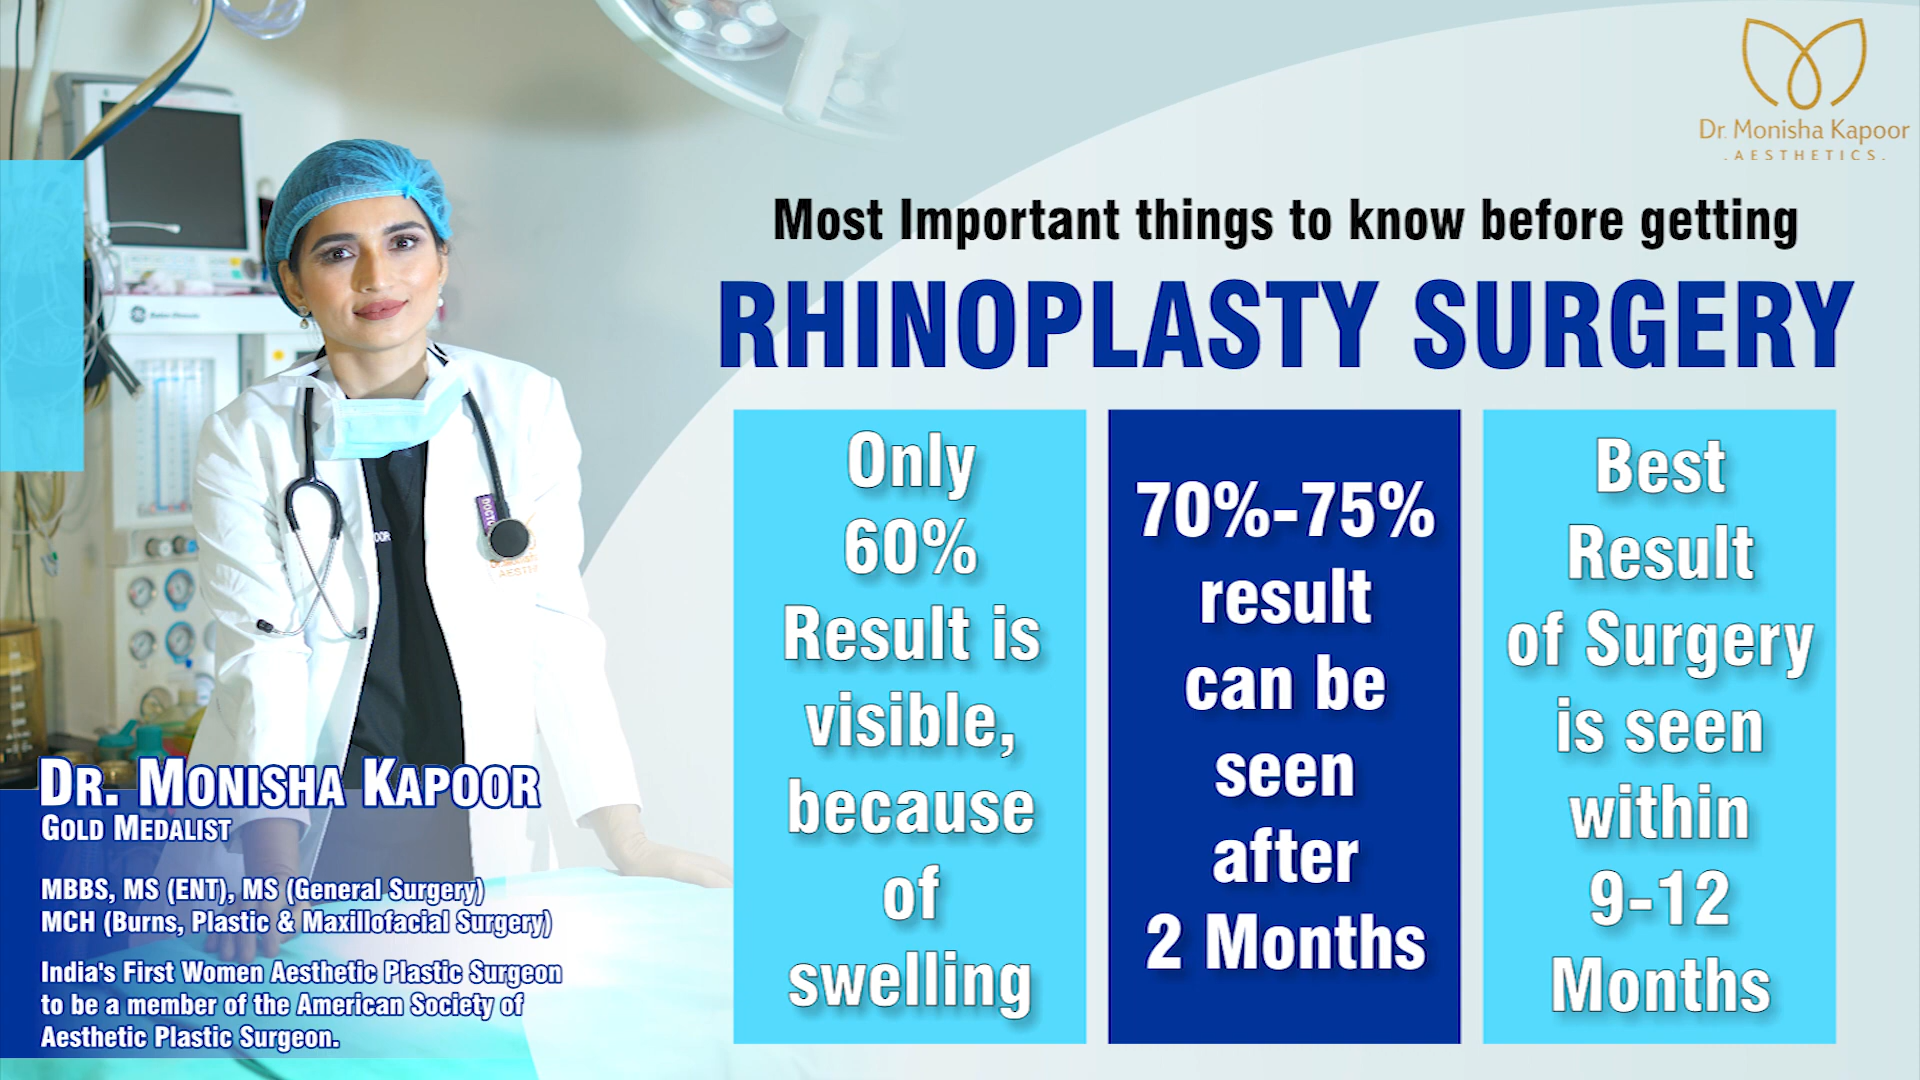 Dr. Monisha Kapoor
. AESTHETICS .
Most Important things to know before getting
RHINOPLASTY SURGERY
Only
60%
Result is
visible,
because
of
swelling
70%-75%
result
can be
seen
after
2 Months
Best
Result
of Surgery
is seen
within
9-12
Months
DR. MONISHA KAPOOR
GOLD MEDALIST
MBBS, MS (ENT), MS (General Surgery)
MCH (Burns, Plastic & Maxillofacial Surgery)
India's First Women Aesthetic Plastic Surgeon
to be a member of the American Society of
Aesthetic Plastic Surgeon.